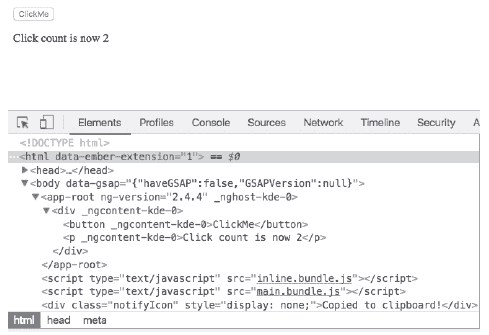 ClickMe
Click count is now 2
Elements Profiles Console Sources Network Timeline Security
<!DOCTYPE html>
<html data-ember-extension="1"> == $0
▶<head>…</head>
▼<body data-gsap="{"haveGSAP":false,"GSAPVersion":null}">
▼<app-root ng-version="2.4.4" _nghost-kde-0>
▼<div _ngcontent-kde-0>
<button _ngcontent-kde-0>ClickMe</button>
<p _ngcontent-kde-0>Click count is now 2</p>
</div>
</app-root>
<script type="text/javascript" src="inline.bundle.js"></script>
<script type="text/javascript" src="main.bundle.js"></script>
<div class="notifyIcon" style="display: none;">Copied to clipboard!</div>
html head meta